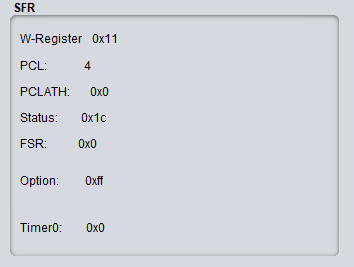 SFR
W-Register 0x11
PCL: 4
PCLATH: 0x0
Status: 0x1c
FSR: 0x0
Option: 0xff
Timer0: 0x0